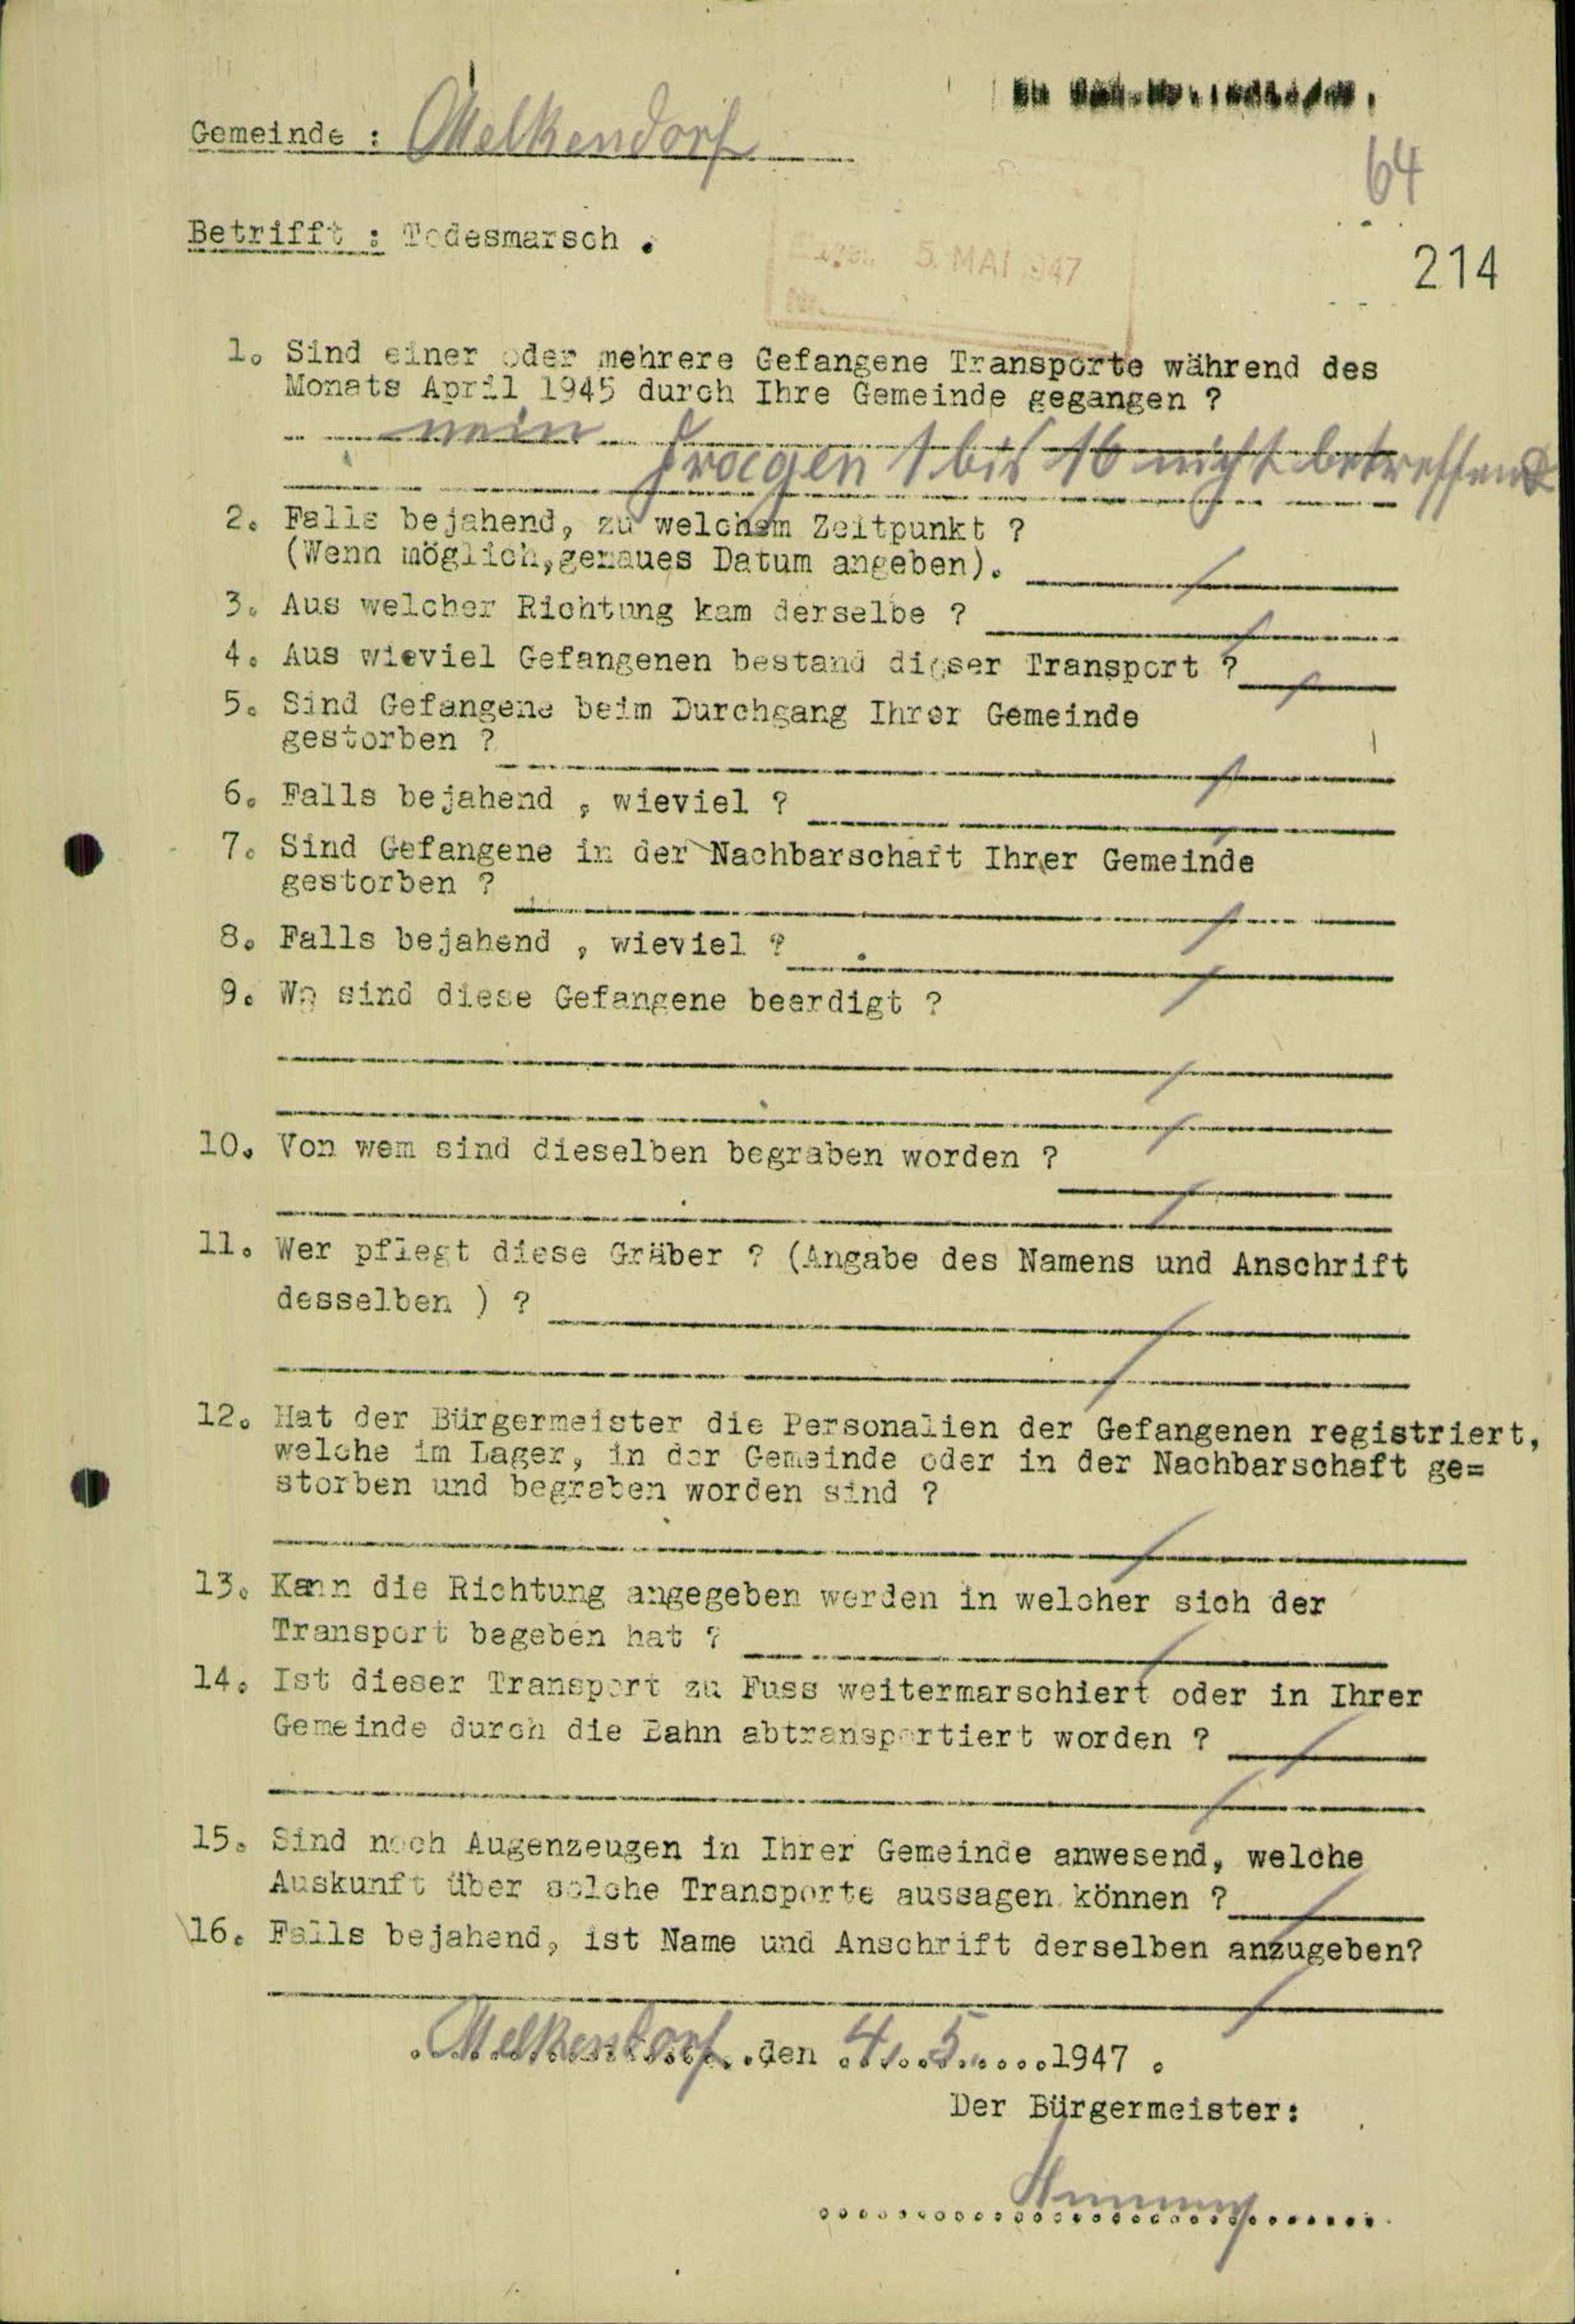 Gemeinde : Melkendorf
64
Betrifft : Todesmarsch .
5. MAI 1947
214
1. Sind einer oder mehrere Gefangene Transporte während des
Monats April 1945 durch Ihre Gemeinde gegangen ?
nein
Fragen 1 bis 16 nicht betreffend
2. Falls bejahend, zu welchem Zeitpunkt ?
(Wenn möglich,genaues Datum angeben). /
3. Aus welcher Richtung kam derselbe ? /
4. Aus wieviel Gefangenen bestand dieser Transport ? /
5. Sind Gefangene beim Durchgang Ihrer Gemeinde
gestorben ? /
6. Falls bejahend , wieviel ? /
7. Sind Gefangene in der Nachbarschaft Ihrer Gemeinde
gestorben ? /
8. Falls bejahend , wieviel ? /
9. Wo sind diese Gefangene beerdigt ?
/
/
10. Von wem sind dieselben begraben worden ?
/
11. Wer pflegt diese Gräber ? (Angabe des Namens und Anschrift
desselben ) ? /
/
12. Hat der Bürgermeister die Personalien der Gefangenen registriert,
welche im Lager, in der Gemeinde oder in der Nachbarschaft ge=
storben und begraben worden sind ?
/
13. Kann die Richtung angegeben werden in welcher sich der
Transport begeben hat ? /
14. Ist dieser Transport zu Fuss weitermarschiert oder in Ihrer
Gemeinde durch die Bahn abtransportiert worden ? /
/
15. Sind noch Augenzeugen in Ihrer Gemeinde anwesend, welche
Auskunft über solche Transporte aussagen können ? /
16. Falls bejahend, ist Name und Anschrift derselben anzugeben?
/
Melkendorf den 4. 5. 1947 .
Der Bürgermeister: